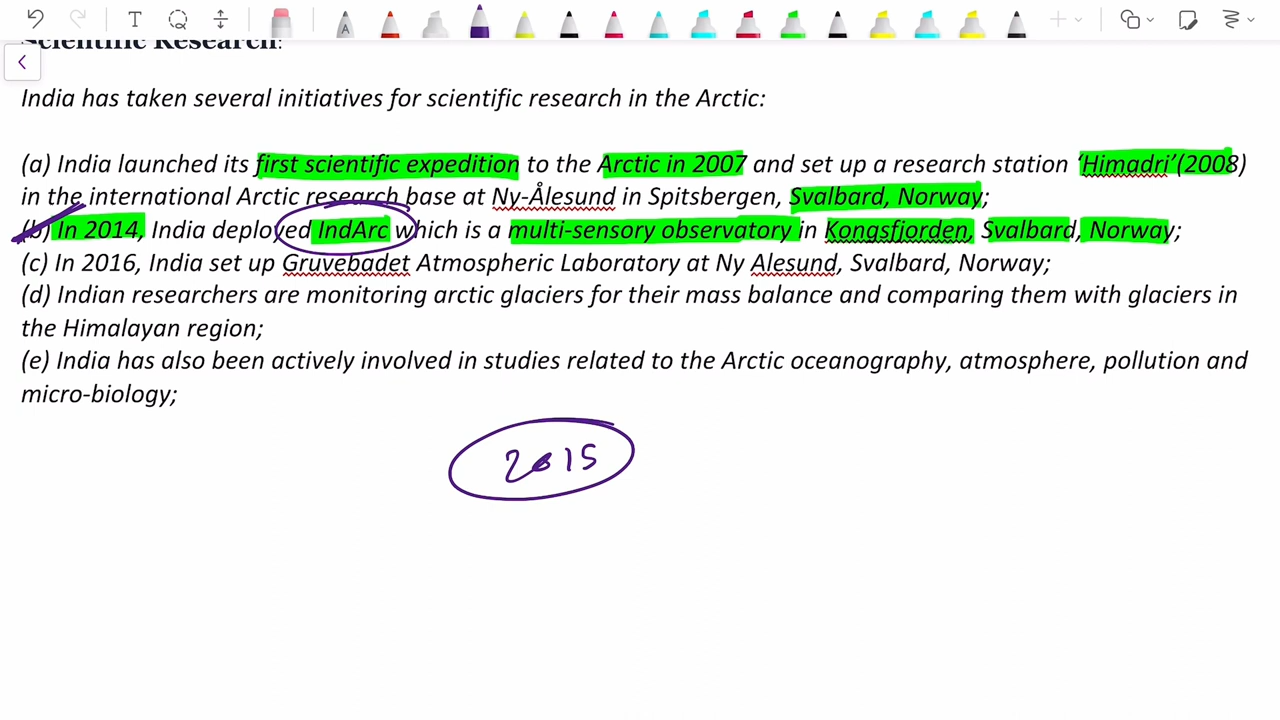 Scientific Research:
India has taken several initiatives for scientific research in the Arctic:
(a) India launched its first scientific expedition to the Arctic in 2007 and set up a research station ‘Himadri’(2008)
in the international Arctic research base at Ny-Ålesund in Spitsbergen, Svalbard, Norway;
(b) In 2014, India deployed IndArc which is a multi-sensory observatory in Kongsfjorden, Svalbard, Norway;
(c) In 2016, India set up Gruvebadet Atmospheric Laboratory at Ny Alesund, Svalbard, Norway;
(d) Indian researchers are monitoring arctic glaciers for their mass balance and comparing them with glaciers in
the Himalayan region;
(e) India has also been actively involved in studies related to the Arctic oceanography, atmosphere, pollution and
micro-biology;
2015